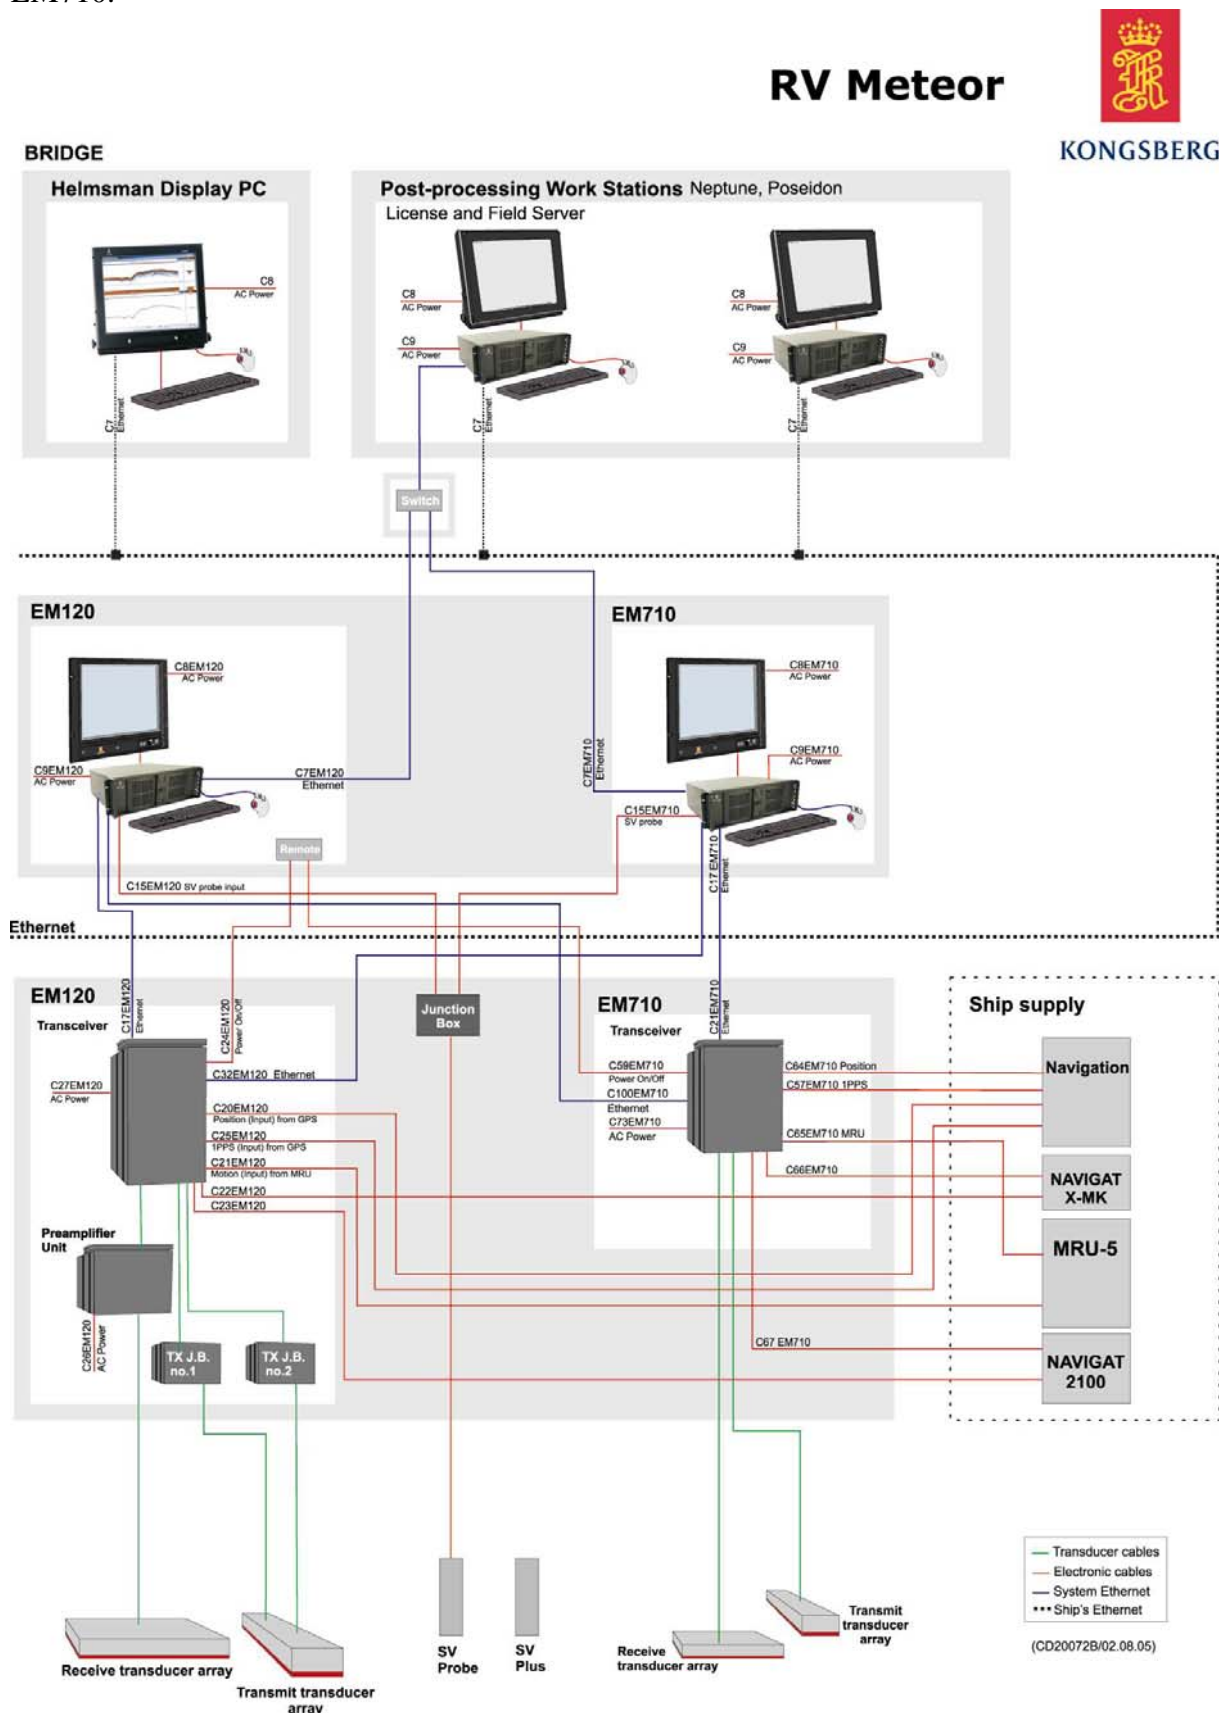 EM710.
RV Meteor
KONGSBERG
BRIDGE
Helmsman Display PC
C8
AC Power
C7
Ethernet
Post-processing Work Stations Neptune, Poseidon
License and Field Server
C8
AC Power
C9
AC Power
C7
Ethernet
C8
AC Power
C9
AC Power
C7
Ethernet
Switch
EM120
C8EM120
AC Power
C9EM120
AC Power
C7EM120
Ethernet
Remote
C15EM120 SV probe input
EM710
C8EM710
AC Power
C9EM710
AC Power
C7EM710
Ethernet
C15EM710
SV probe
C17EM710
Ethernet
Ethernet
EM120
Transceiver
C17EM120
Ethernet
C24EM120
Power On/Off
C27EM120
AC Power
C32EM120 Ethernet
C20EM120
Position (Input) from GPS
C25EM120
1PPS (Input) from GPS
C21EM120
Motion (Input) from MRU
C22EM120
C23EM120
Preamplifier
Unit
C26EM120
AC Power
TX J.B.
no.1
TX J.B.
no.2
Junction
Box
EM710
Transceiver
C21EM710
Ethernet
C59EM710
Power On/Off
C100EM710
Ethernet
C73EM710
AC Power
C64EM710 Position
C57EM710 1PPS
C65EM710 MRU
C66EM710
C67 EM710
Ship supply
Navigation
NAVIGAT
X-MK
MRU-5
NAVIGAT
2100
Receive transducer array
Transmit transducer
array
SV
Probe
SV
Plus
Receive
transducer array
Transmit
transducer
array
Transducer cables
Electronic cables
System Ethernet
Ship's Ethernet
(CD20072B/02.08.05)